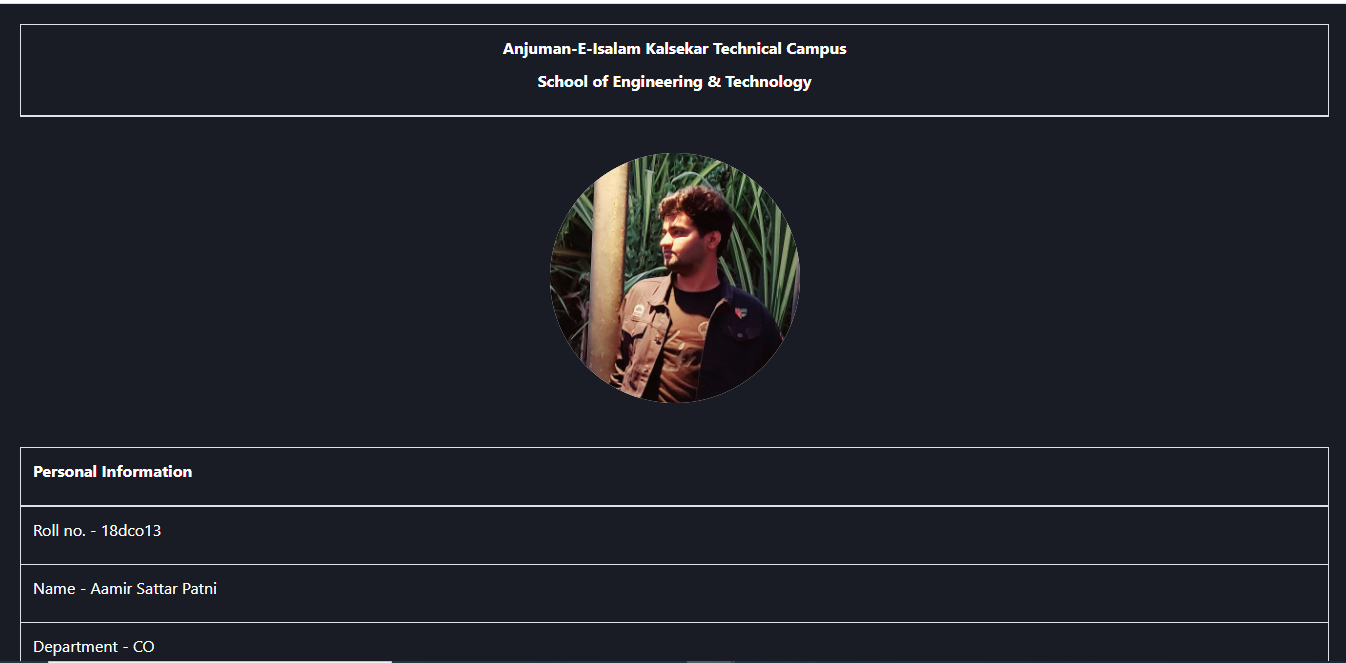 Anjuman-E-Isalam Kalsekar Technical Campus
School of Engineering & Technology
Personal Information
Roll no. - 18dco13
Name - Aamir Sattar Patni
Department - CO